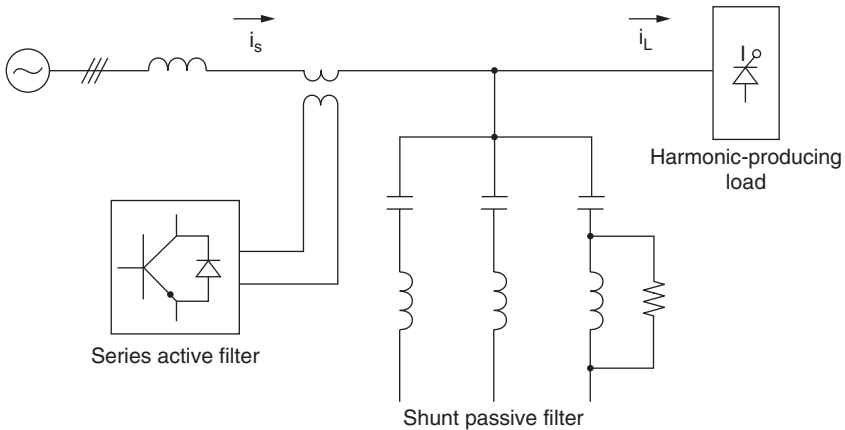 i_s
i_L
Harmonic-producing
load
Series active filter
Shunt passive filter